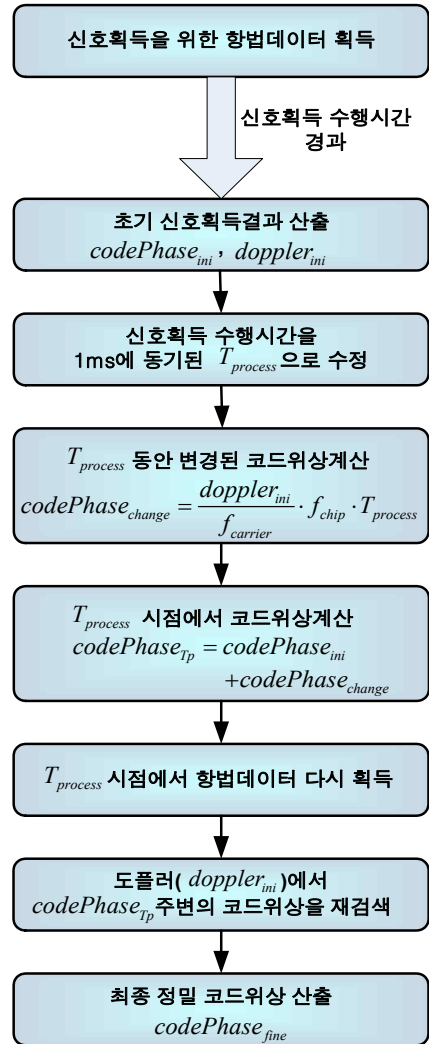 신호획득을 위한 항법데이터 획득
신호획득 수행시간
경과
초기 신호획득결과 산출
codePhase_ini , doppler_ini
신호획득 수행시간을
1ms에 동기된 T_process 으로 수정
T_process 동안 변경된 코드위상계산
codePhase_change = doppler_ini / f_carrier · f_chip · T_process
T_process 시점에서 코드위상계산
codePhase_Tp = codePhase_ini
+codePhase_change
T_process 시점에서 항법데이터 다시 획득
도플러( doppler_ini )에서
codePhase_Tp 주변의 코드위상을 재검색
최종 정밀 코드위상 산출
codePhase_fine